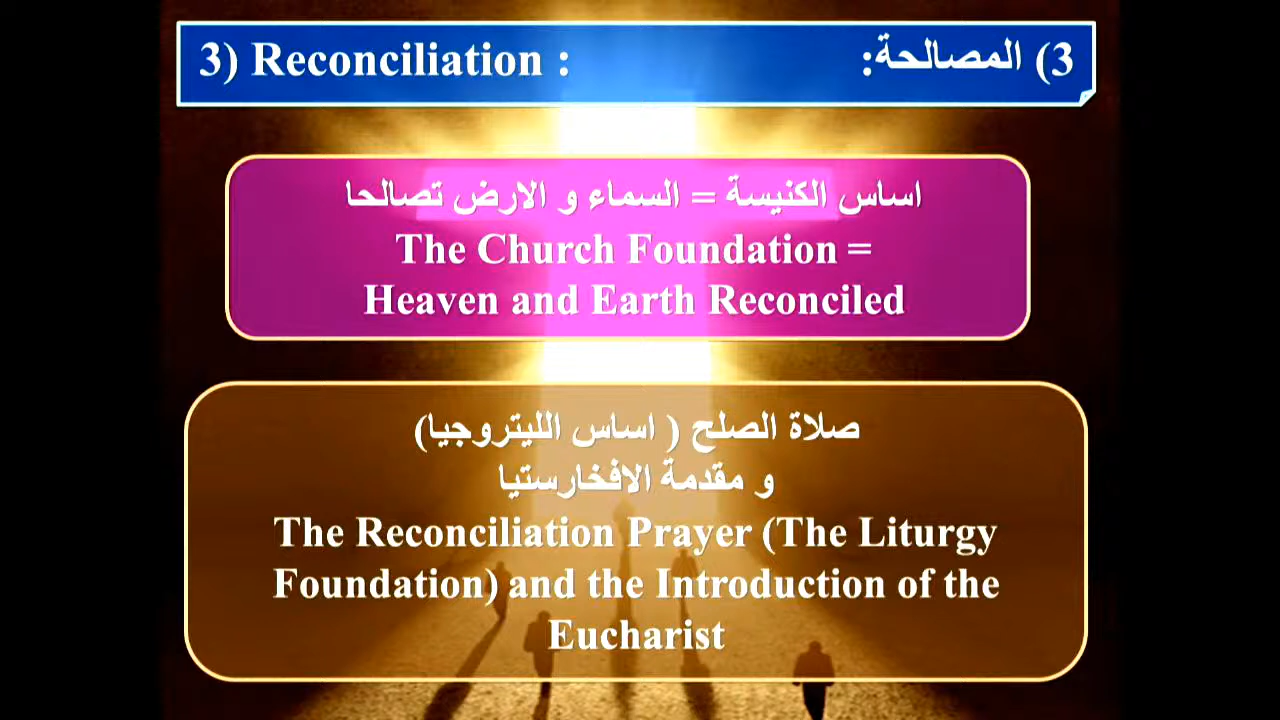 3) Reconciliation :
3) المصالحة:
اساس الكنيسة = السماء و الارض تصالحا
The Church Foundation =
Heaven and Earth Reconciled
صلاة الصلح ( اساس الليتروجيا)
و مقدمة الافخارستيا
The Reconciliation Prayer (The Liturgy
Foundation) and the Introduction of the
Eucharist